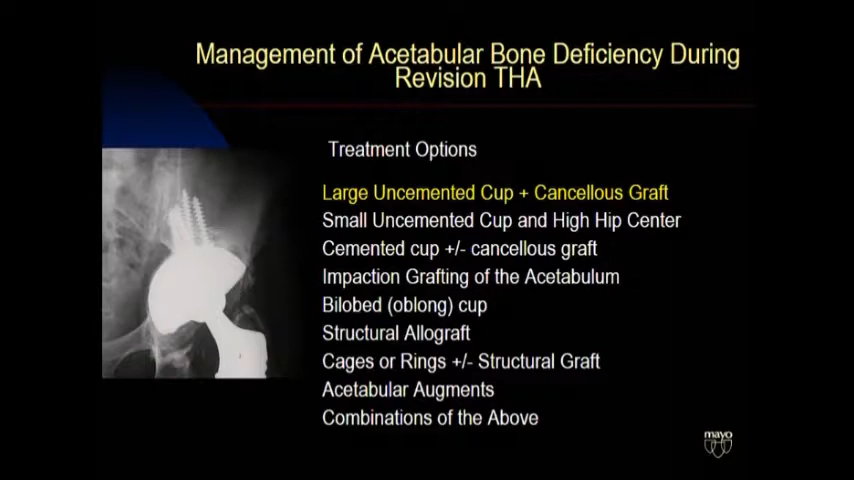 Management of Acetabular Bone Deficiency During
Revision THA
Treatment Options
Large Uncemented Cup + Cancellous Graft
Small Uncemented Cup and High Hip Center
Cemented cup +/- cancellous graft
Impaction Grafting of the Acetabulum
Bilobed (oblong) cup
Structural Allograft
Cages or Rings +/- Structural Graft
Acetabular Augments
Combinations of the Above
mayo